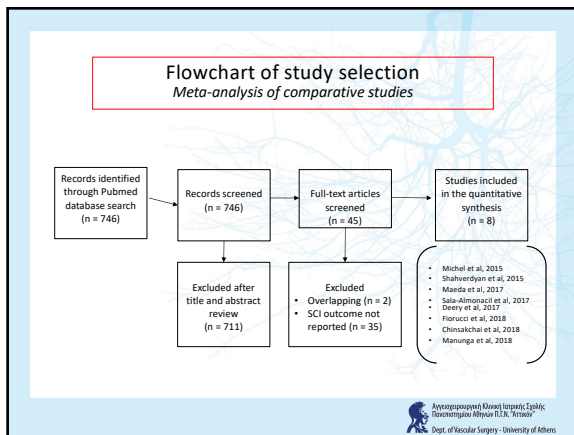 Flowchart of study selection
Meta-analysis of comparative studies
Records identified
through Pubmed
database search
(n = 746)
Records screened
(n = 746)
Full-text articles
screened
(n = 45)
Studies included
in the quantitative
synthesis
(n = 8)
Excluded after
title and abstract
review
(n = 711)
Excluded
• Overlapping (n = 2)
• SCI outcome not
reported (n = 35)
• Michel et al, 2015
• Shahverdyan et al, 2015
• Maeda et al, 2017
• Sala-Almonacil et al, 2017
• Deery et al, 2017
• Fiorucci et al, 2018
• Chinsakchai et al, 2018
• Manunga et al, 2018
Αγγειοχειρουργική Κλινική Ιατρικής Σχολής
Πανεπιστημίου Αθηνών Π.Γ.Ν. "Αττικόν"
Dept. of Vascular Surgery - University of Athens